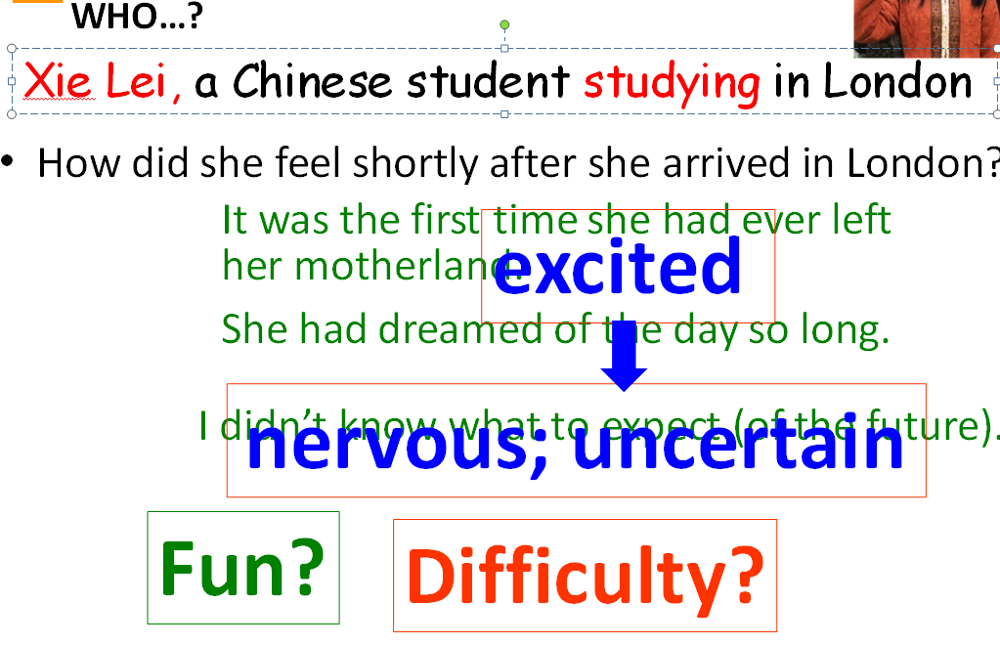 WHO…?
Xie Lei, a Chinese student studying in London
• How did she feel shortly after she arrived in London?
It was the first time she had ever left
her motherland.
excited
She had dreamed of the day so long.
I didn't know what to expect (of the future).
nervous; uncertain
Fun?
Difficulty?